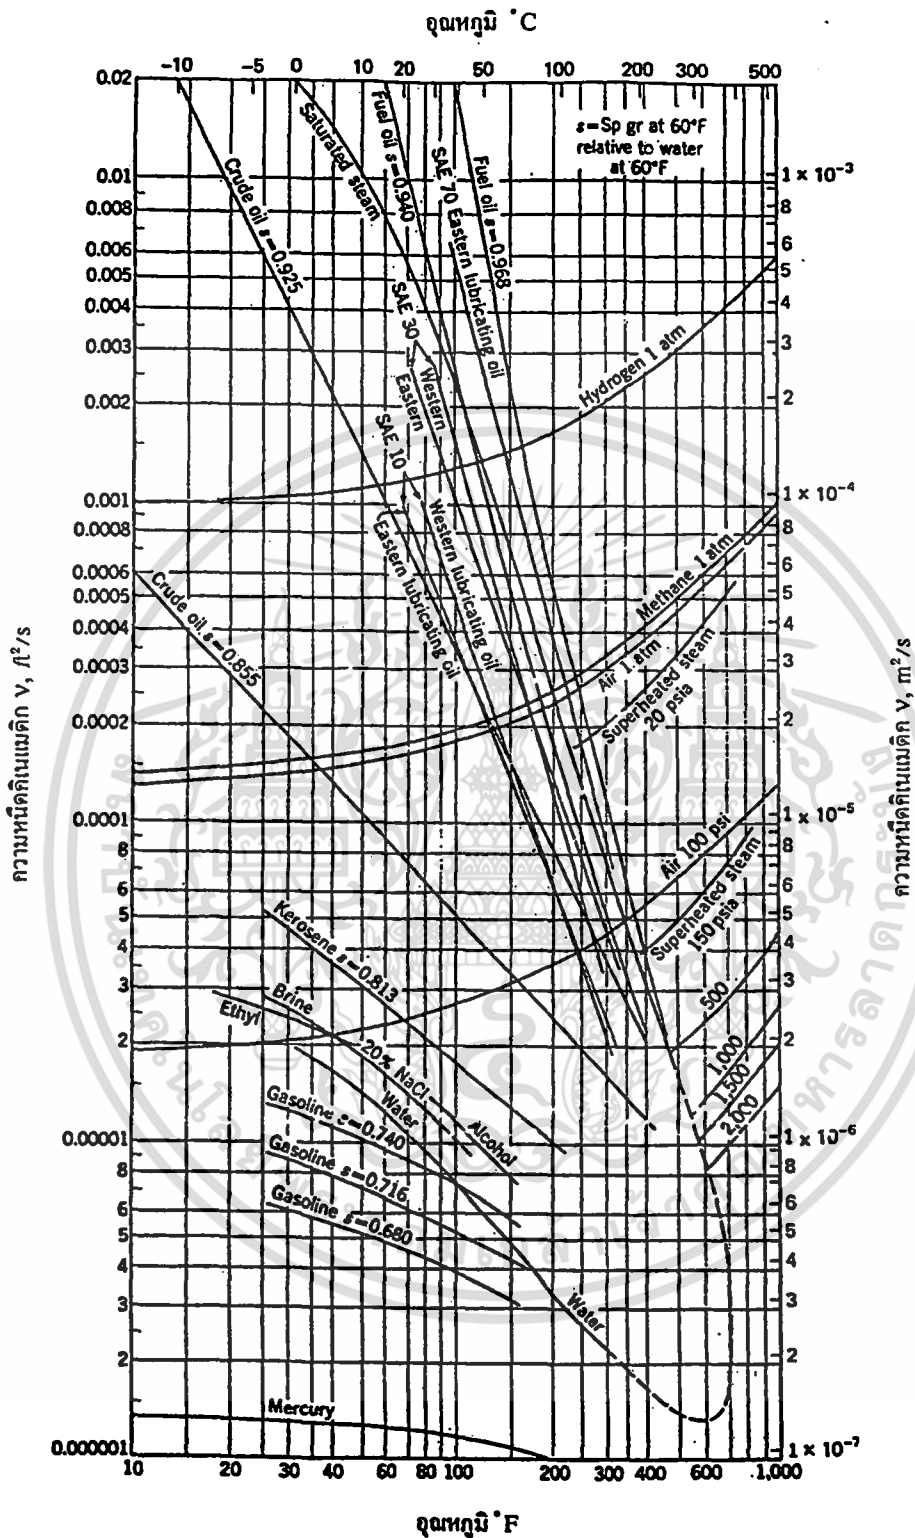 อุณหภูมิ °C
-10 -5 0 10 20 30 50 100 200 300 500
s=Sp gr at 60°F
relative to water
at 60°F
Crude oil s=0.925
Saturated steam
Fuel oil s=0.940
SAE 70 Eastern lubricating oil
Fuel oil s=0.968
SAE 30
Western
Eastern
SAE 10
Western lubricating oil
Eastern lubricating oil
Hydrogen 1 atm
Methane 1 atm
Air 1 atm
Superheated steam
20 psia
Crude oil s=0.855
Air 100 psi
Superheated steam
150 psia
500
1,000
1,500
2,000
Kerosene s=0.813
Brine
20% NaCl
Ethyl
Alcohol
Water
Gasoline s=0.740
Gasoline s=0.716
Gasoline s=0.680
Water
Mercury
ความหนืดคิเนแมติก ν, ft²/s
0.02
0.01
0.008
0.006
0.005
0.004
0.003
0.002
0.001
0.0008
0.0006
0.0005
0.0004
0.0003
0.0002
0.0001
8
6
5
4
3
2
0.00001
8
6
5
4
3
2
0.000001
ความหนืดคิเนแมติก ν, m²/s
1 × 10⁻³
8
6
5
4
3
2
1 × 10⁻⁴
8
6
5
4
3
2
1 × 10⁻⁵
8
6
5
4
3
2
1 × 10⁻⁶
8
6
5
4
3
2
1 × 10⁻⁷
10 20 30 40 60 80 100 200 300 400 600 1,000
อุณหภูมิ °F